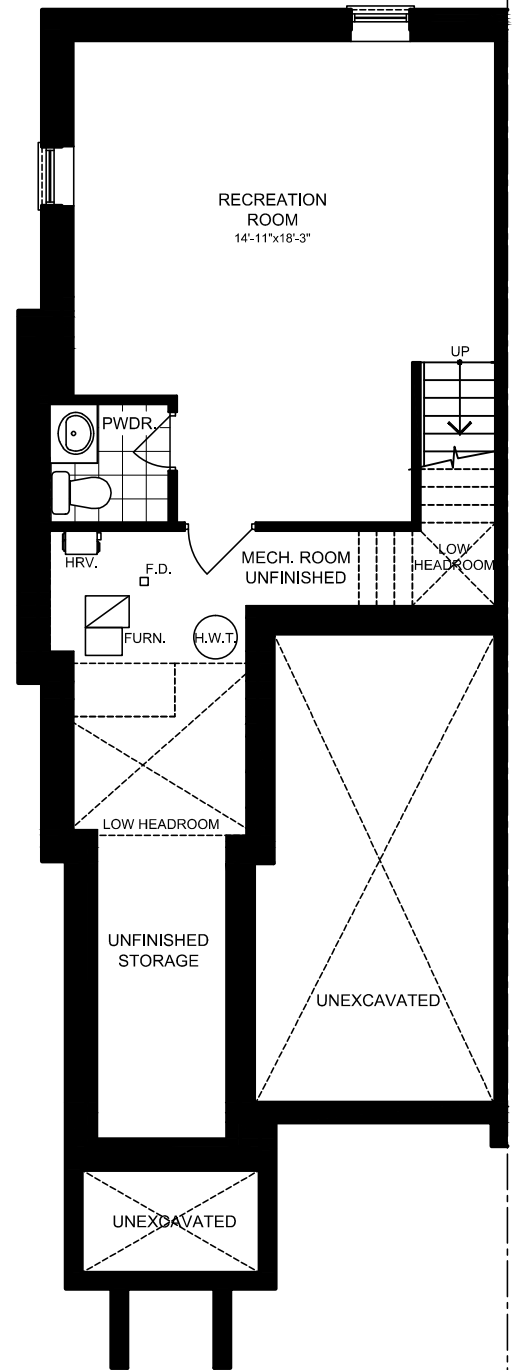 RECREATION
ROOM
14'-11"x18'-3"
UP
PWDR.
MECH. ROOM
UNFINISHED
LOW
HEADROOM
HRV.
F.D.
FURN.
H.W.T.
LOW HEADROOM
UNFINISHED
STORAGE
UNEXCAVATED
UNEXCAVATED